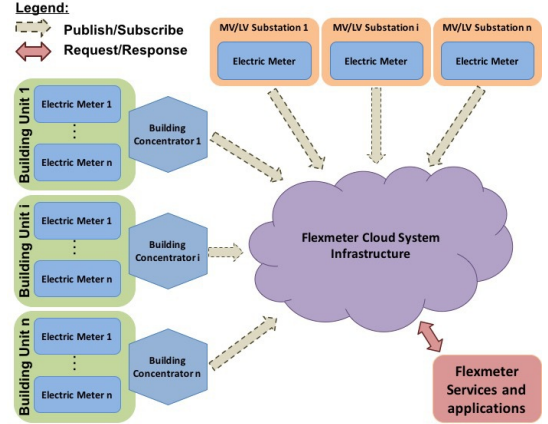 Legend:
Publish/Subscribe
Request/Response
MV/LV Substation 1
Electric Meter
MV/LV Substation i
Electric Meter
MV/LV Substation n
Electric Meter
Building Unit 1
Electric Meter 1
⋮
Electric Meter n
Building
Concentrator 1
Building Unit i
Electric Meter 1
⋮
Electric Meter n
Building
Concentrator i
Building Unit n
Electric Meter 1
⋮
Electric Meter n
Building
Concentrator n
Flexmeter Cloud System
Infrastructure
Flexmeter
Services and
applications